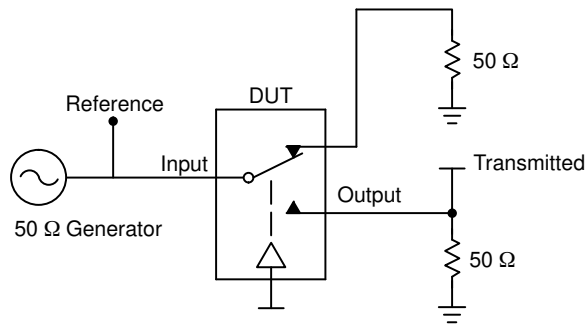 50 Ω
DUT
Reference
Input
Transmitted
Output
50 Ω Generator
50 Ω